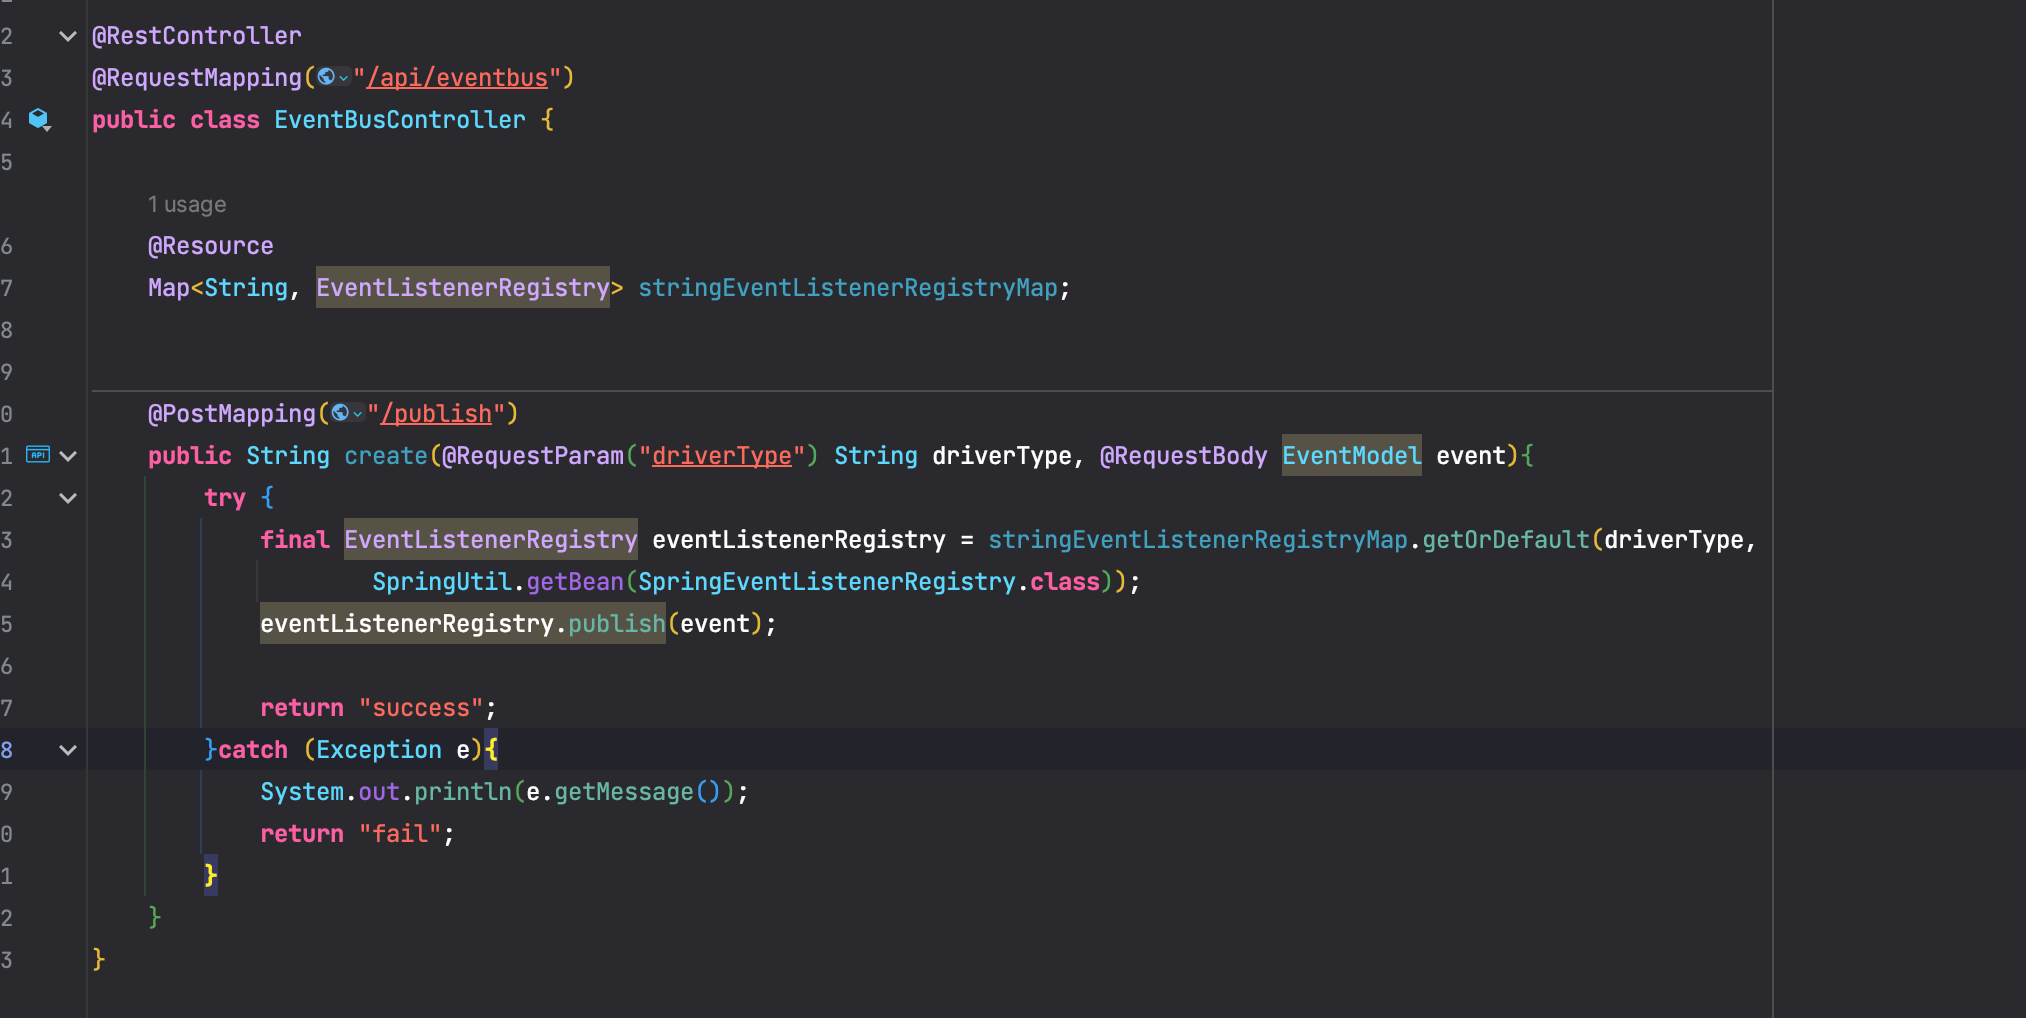 2 @RestController
3 @RequestMapping("/api/eventbus")
4 public class EventBusController {
5
1 usage
6 @Resource
7 Map<String, EventListenerRegistry> stringEventListenerRegistryMap;
8
9
0 @PostMapping("/publish")
1 API public String create(@RequestParam("driverType") String driverType, @RequestBody EventModel event){
2 try {
3 final EventListenerRegistry eventListenerRegistry = stringEventListenerRegistryMap.getOrDefault(driverType,
4 SpringUtil.getBean(SpringEventListenerRegistry.class));
5 eventListenerRegistry.publish(event);
6
7 return "success";
8 }catch (Exception e){
9 System.out.println(e.getMessage());
0 return "fail";
1 }
2 }
3 }